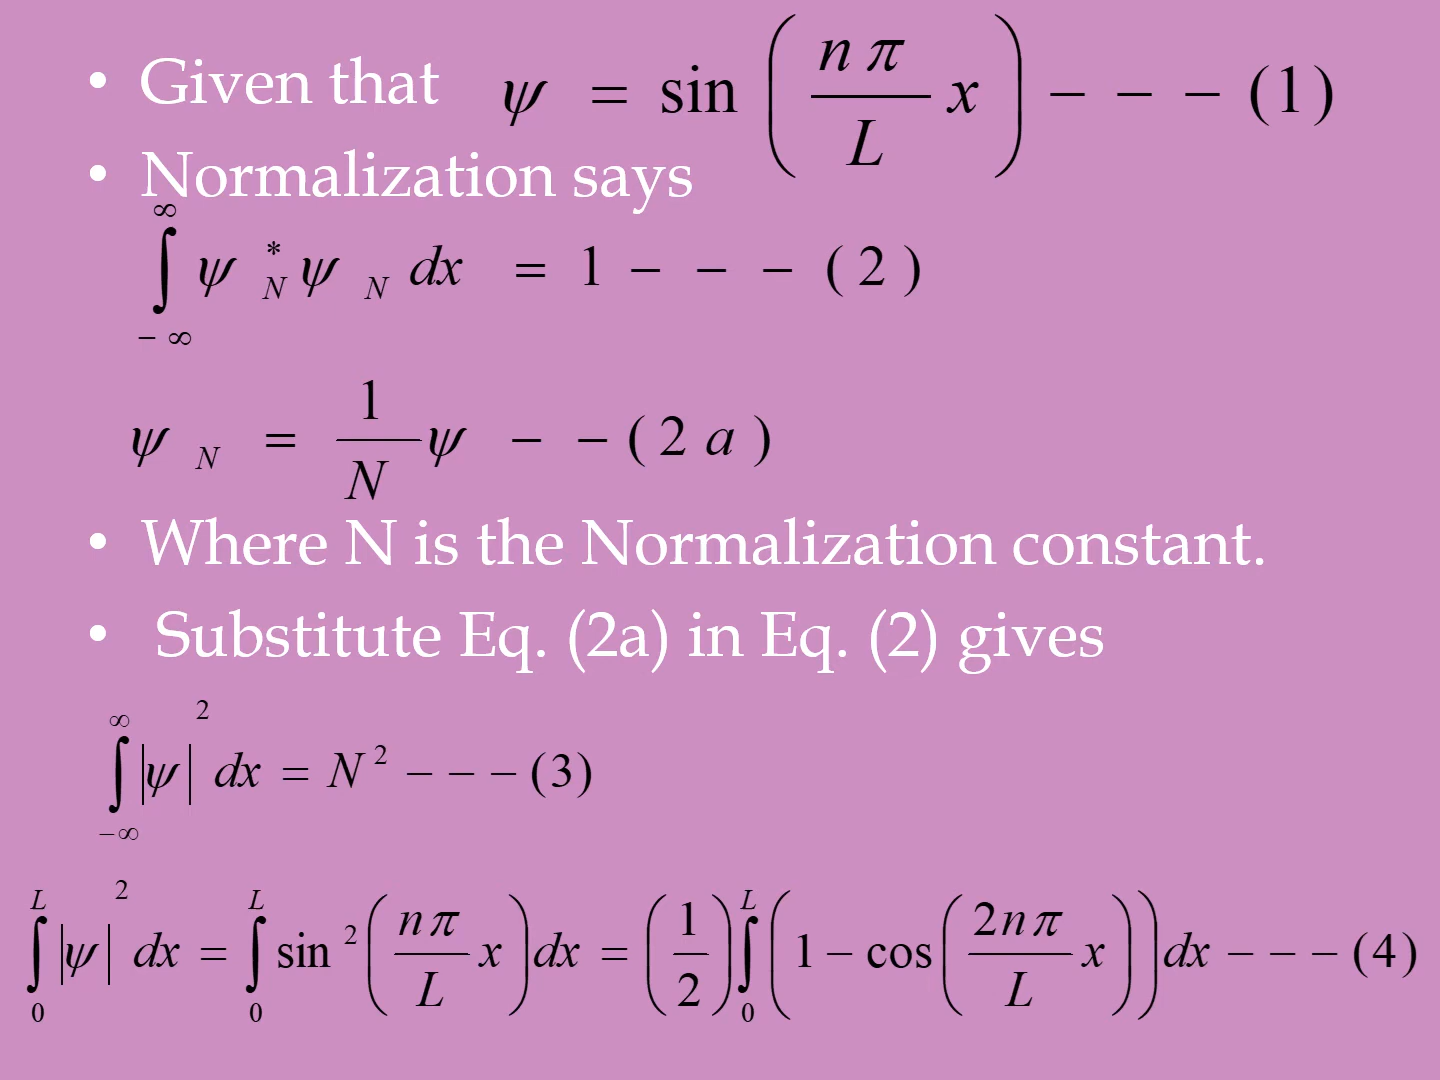 • Given that ψ = sin(nπ/L x) − − − (1)
• Normalization says
∫_{−∞}^{∞} ψ*_N ψ_N dx = 1 − − − (2)
ψ_N = 1/N ψ − − (2a)
• Where N is the Normalization constant.
• Substitute Eq. (2a) in Eq. (2) gives
∫_{−∞}^{∞} |ψ|² dx = N² − − − (3)
∫_0^L |ψ|² dx = ∫_0^L sin²(nπ/L x) dx = (1/2) ∫_0^L (1 − cos(2nπ/L x)) dx − − − (4)